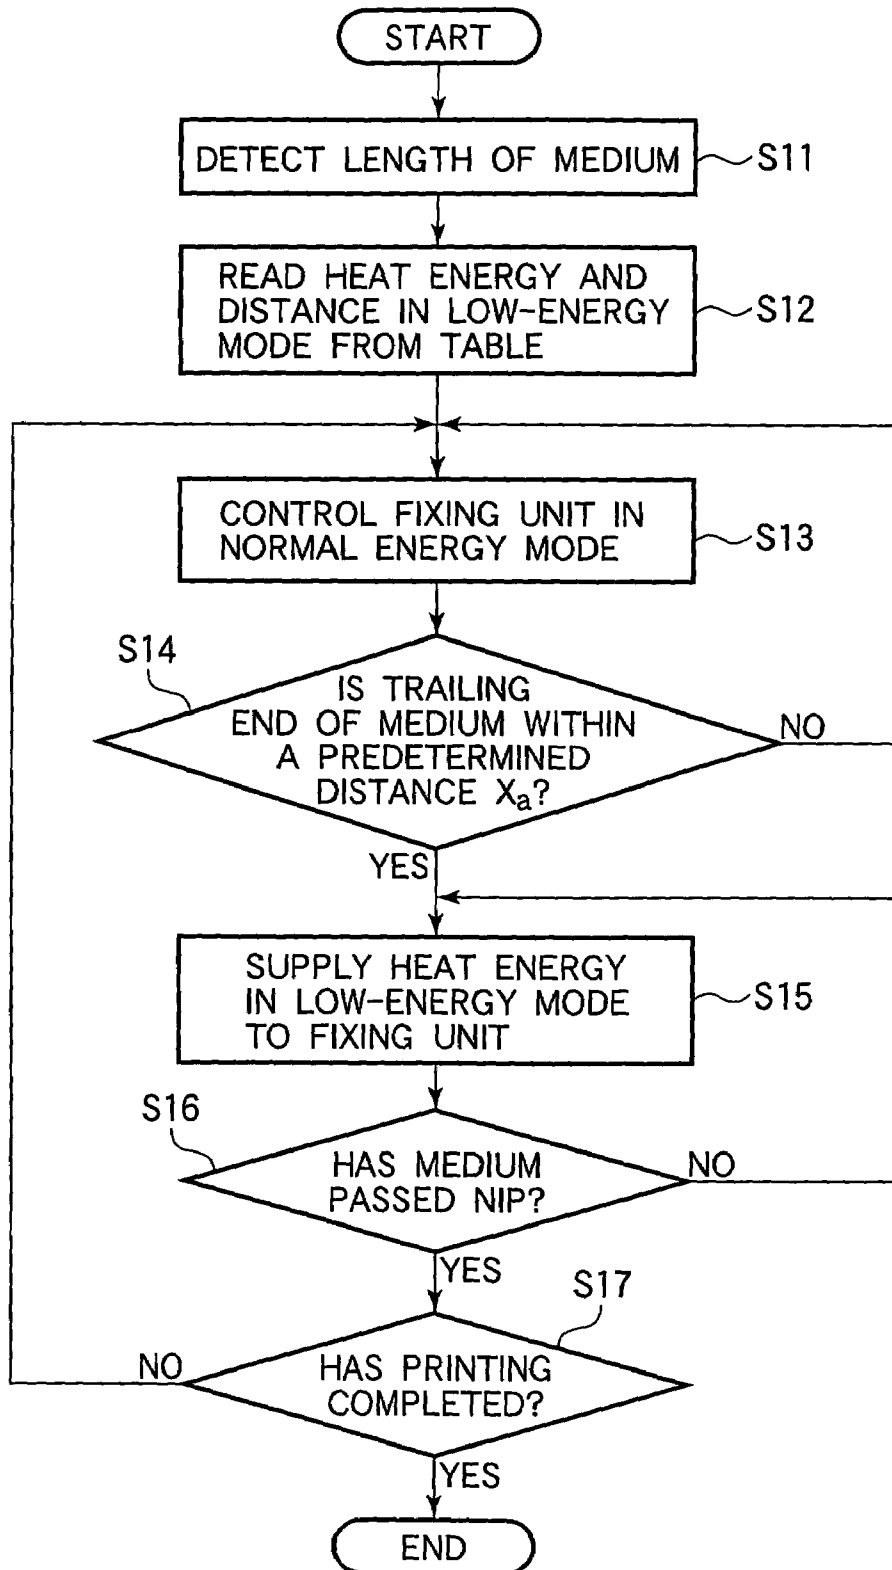 START
DETECT LENGTH OF MEDIUM
S11
READ HEAT ENERGY AND
DISTANCE IN LOW-ENERGY
MODE FROM TABLE
S12
CONTROL FIXING UNIT IN
NORMAL ENERGY MODE
S13
S14
IS TRAILING
END OF MEDIUM WITHIN
A PREDETERMINED
DISTANCE Xa?
NO
YES
SUPPLY HEAT ENERGY
IN LOW-ENERGY MODE
TO FIXING UNIT
S15
S16
HAS MEDIUM
PASSED NIP?
NO
YES
S17
HAS PRINTING
COMPLETED?
NO
YES
END